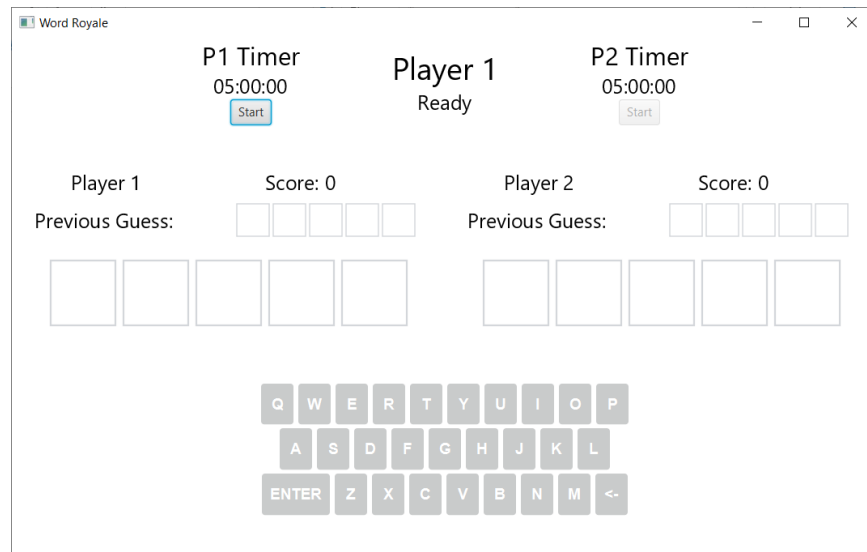 Word Royale
P1 Timer
05:00:00
Start
Player 1
Ready
P2 Timer
05:00:00
Start
Player 1 Score: 0
Previous Guess:
Player 2 Score: 0
Previous Guess:
Q W E R T Y U I O P
A S D F G H J K L
ENTER Z X C V B N M <-